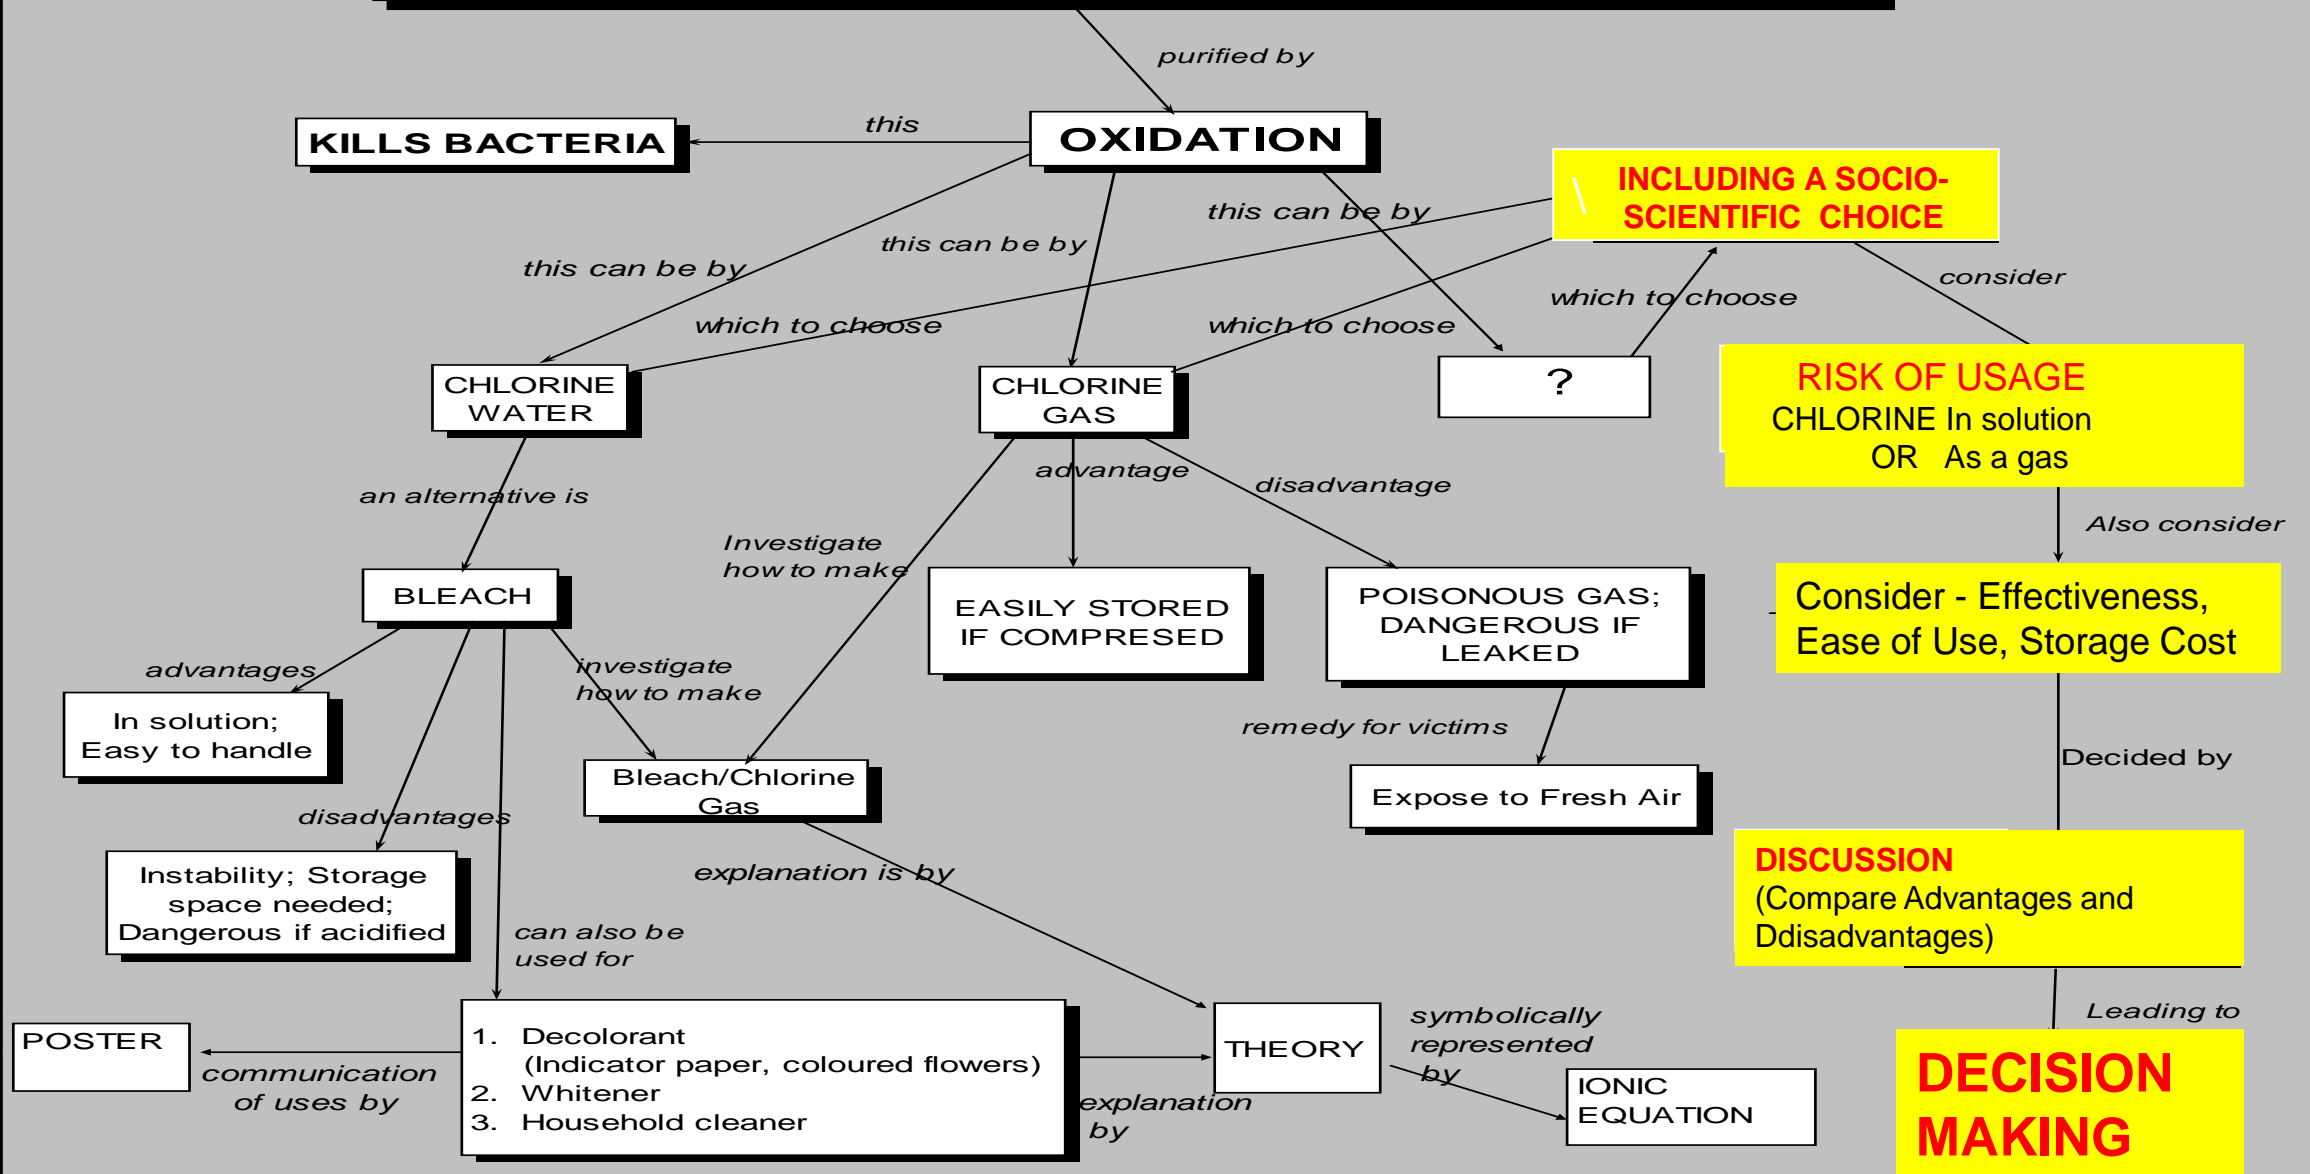 purified by
KILLS BACTERIA
this
OXIDATION
\ INCLUDING A SOCIO-
SCIENTIFIC CHOICE
this can be by
this can be by
this can be by
consider
which to choose
which to choose
which to choose
CHLORINE
WATER
CHLORINE
GAS
?
RISK OF USAGE
CHLORINE In solution
OR As a gas
an alternative is
advantage
disadvantage
Also consider
Investigate
how to make
BLEACH
EASILY STORED
IF COMPRESED
POISONOUS GAS;
DANGEROUS IF
LEAKED
Consider - Effectiveness,
Ease of Use, Storage Cost
advantages
investigate
how to make
In solution;
Easy to handle
remedy for victims
Decided by
Bleach/Chlorine
Gas
Expose to Fresh Air
disadvantages
Instability; Storage
space needed;
Dangerous if acidified
explanation is by
DISCUSSION
(Compare Advantages and
Ddisadvantages)
can also be
used for
Leading to
POSTER
communication
of uses by
1. Decolorant
(Indicator paper, coloured flowers)
2. Whitener
3. Household cleaner
explanation
by
THEORY
symbolically
represented
by
IONIC
EQUATION
DECISION
MAKING